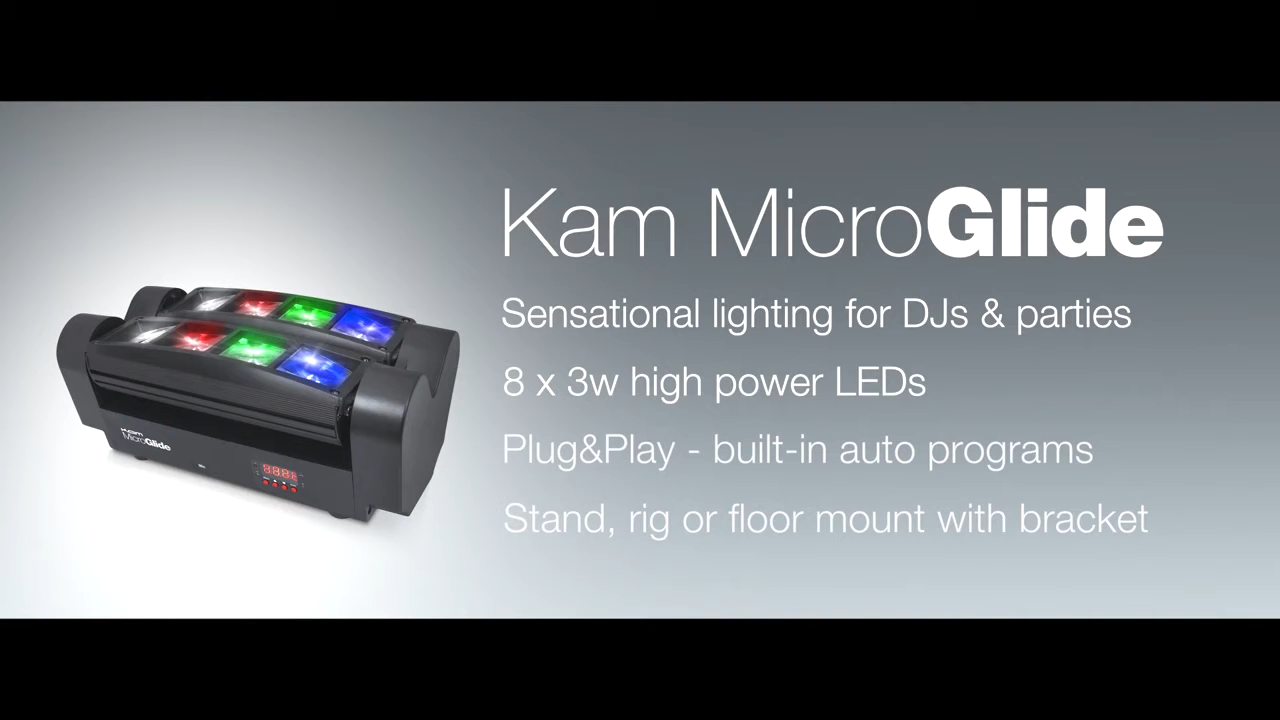 Kam MicroGlide
Sensational lighting for DJs & parties
8 x 3w high power LEDs
Plug&Play - built-in auto programs
Stand, rig or floor mount with bracket
Kam
MicroGlide